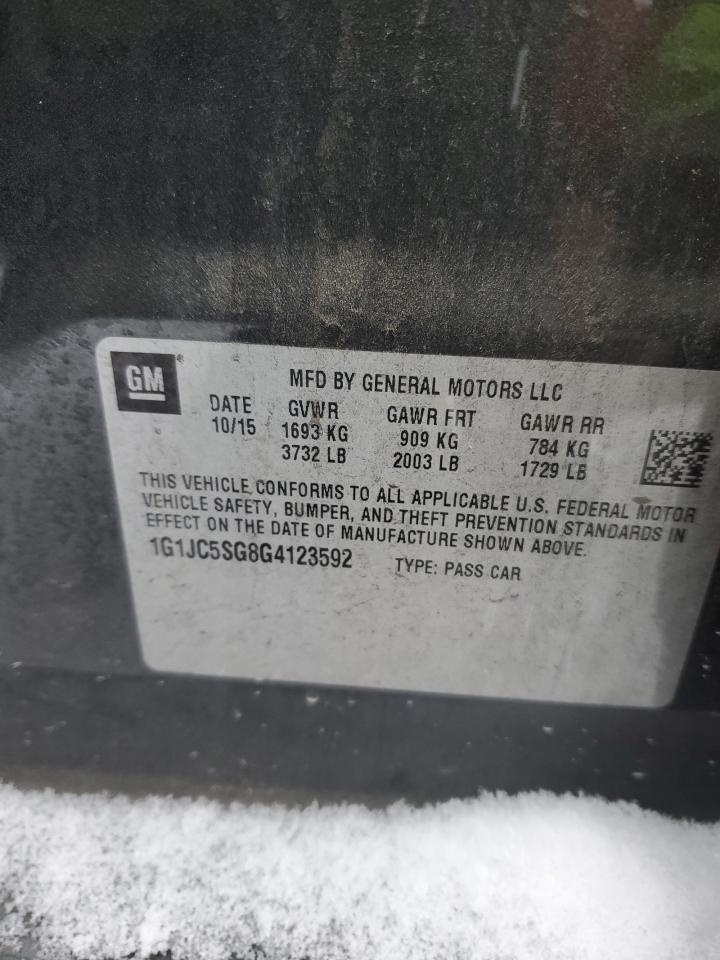 GM
MFD BY GENERAL MOTORS LLC
DATE GVWR GAWR FRT GAWR RR
10/15 1693 KG 909 KG 784 KG
3732 LB 2003 LB 1729 LB
THIS VEHICLE CONFORMS TO ALL APPLICABLE U.S. FEDERAL MOTOR
VEHICLE SAFETY, BUMPER, AND THEFT PREVENTION STANDARDS IN
EFFECT ON THE DATE OF MANUFACTURE SHOWN ABOVE.
1G1JC5SG8G4123592 TYPE: PASS CAR